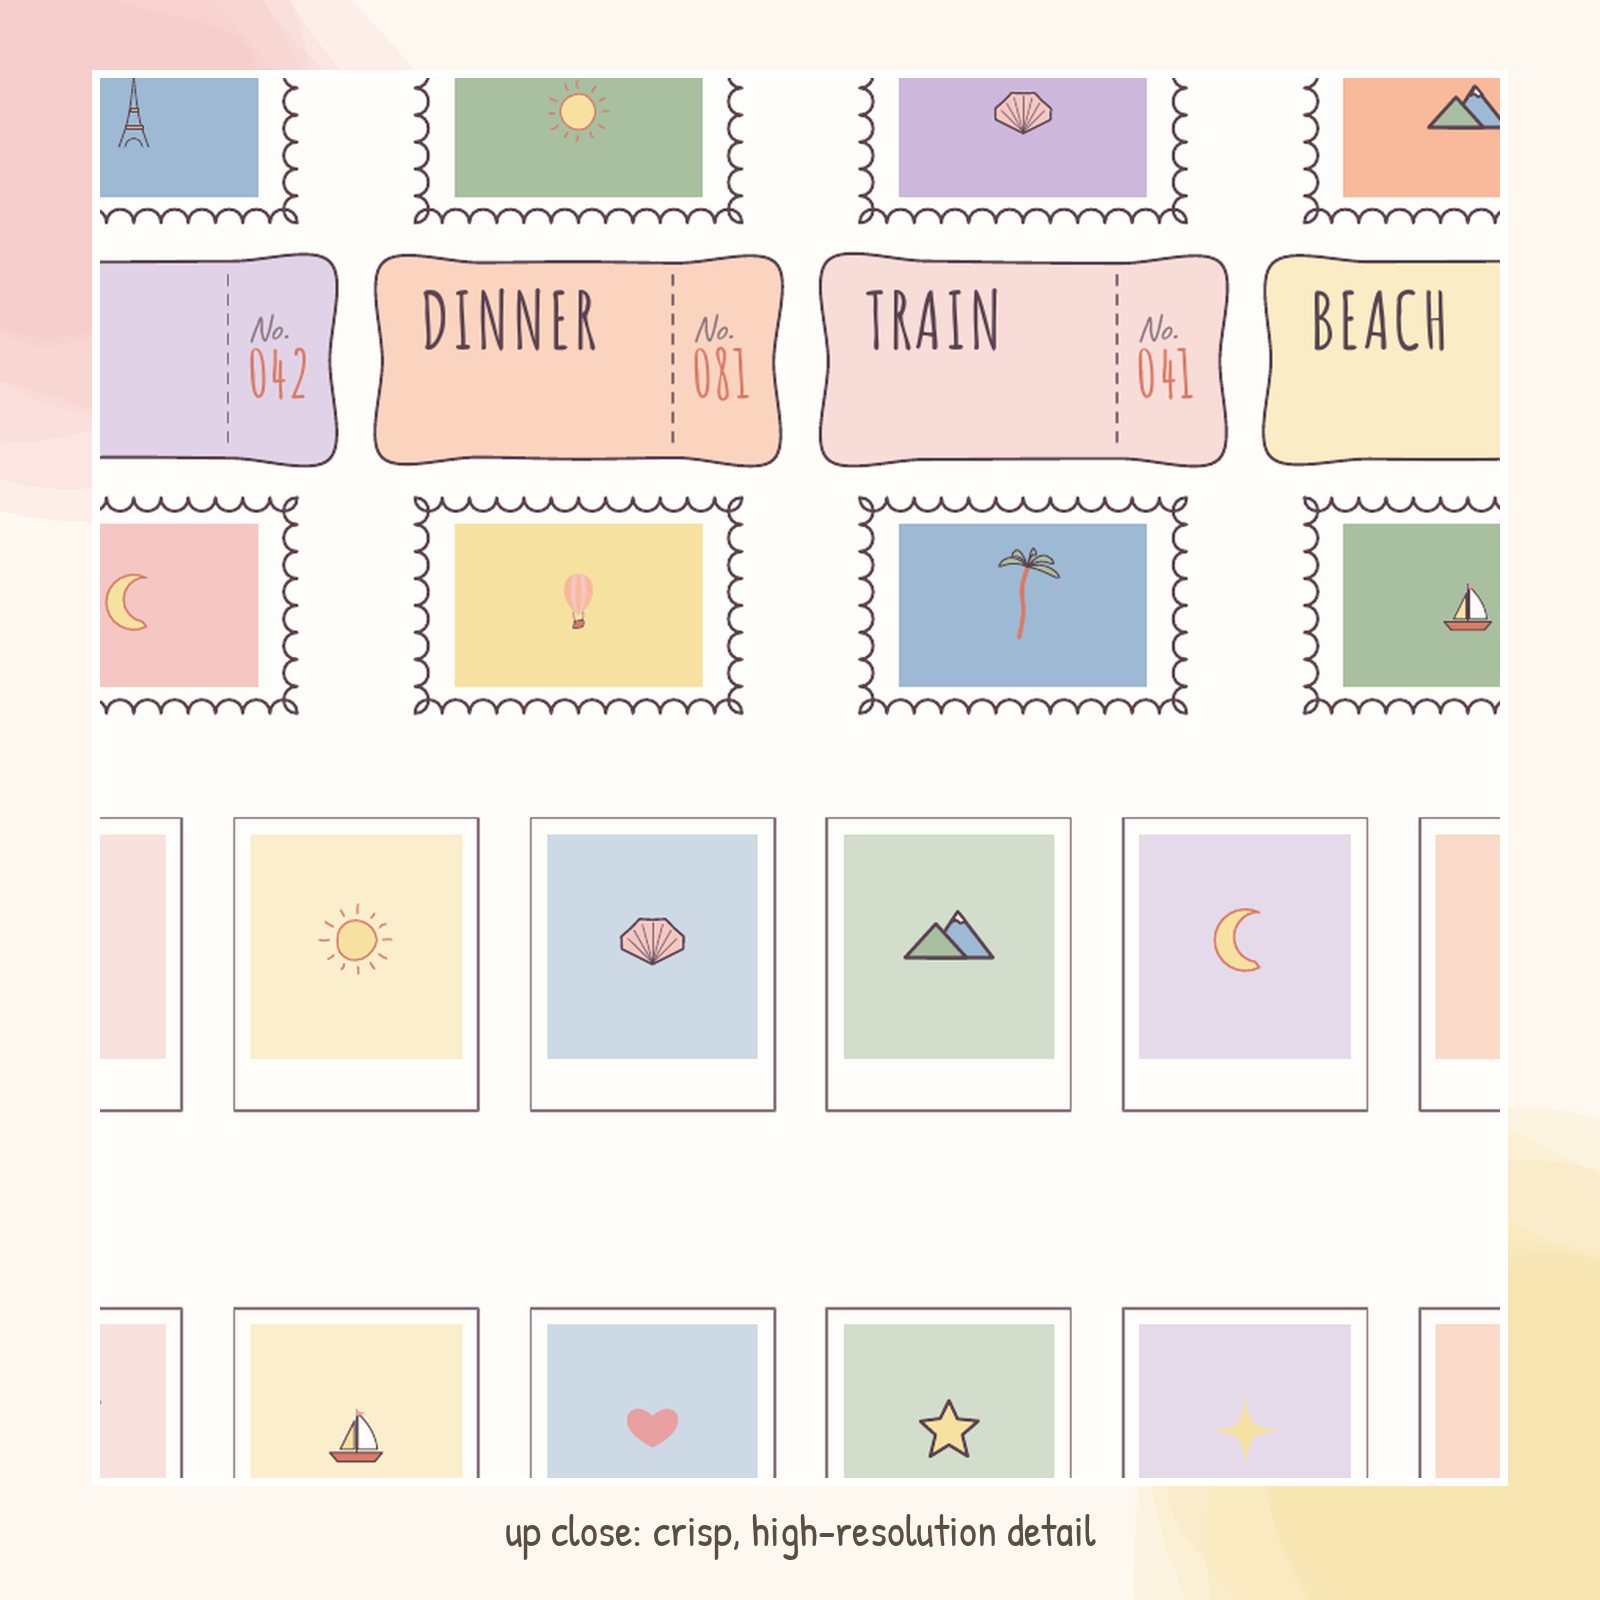 No.
042
DINNER
No.
081
TRAIN
No.
041
BEACH
up close: crisp, high-resolution detail